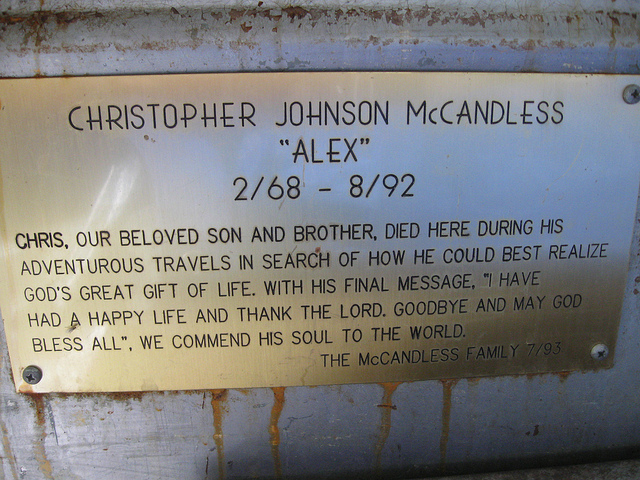 CHRISTOPHER JOHNSON McCANDLESS
"ALEX"
2/68 - 8/92
CHRIS, OUR BELOVED SON AND BROTHER, DIED HERE DURING HIS
ADVENTUROUS TRAVELS IN SEARCH OF HOW HE COULD BEST REALIZE
GOD'S GREAT GIFT OF LIFE. WITH HIS FINAL MESSAGE, "I HAVE
HAD A HAPPY LIFE AND THANK THE LORD. GOODBYE AND MAY GOD
BLESS ALL", WE COMMEND HIS SOUL TO THE WORLD.
THE McCANDLESS FAMILY 7/93